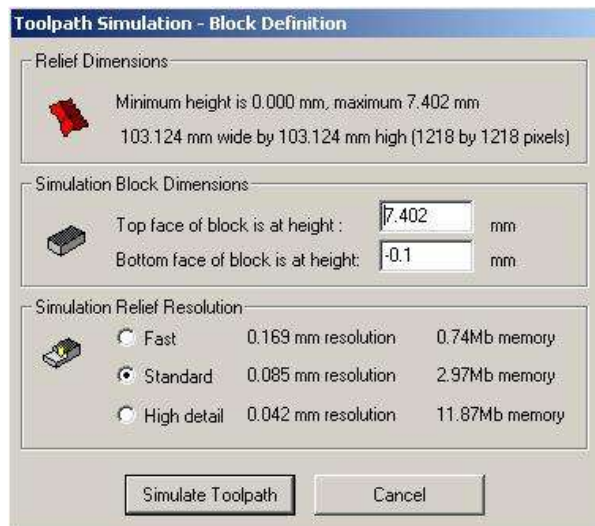 Toolpath Simulation - Block Definition
Relief Dimensions
Minimum height is 0.000 mm, maximum 7.402 mm
103.124 mm wide by 103.124 mm high (1218 by 1218 pixels)
Simulation Block Dimensions
Top face of block is at height : 7.402 mm
Bottom face of block is at height: -0.1 mm
Simulation Relief Resolution
Fast 0.169 mm resolution 0.74Mb memory
Standard 0.085 mm resolution 2.97Mb memory
High detail 0.042 mm resolution 11.87Mb memory
Simulate Toolpath Cancel